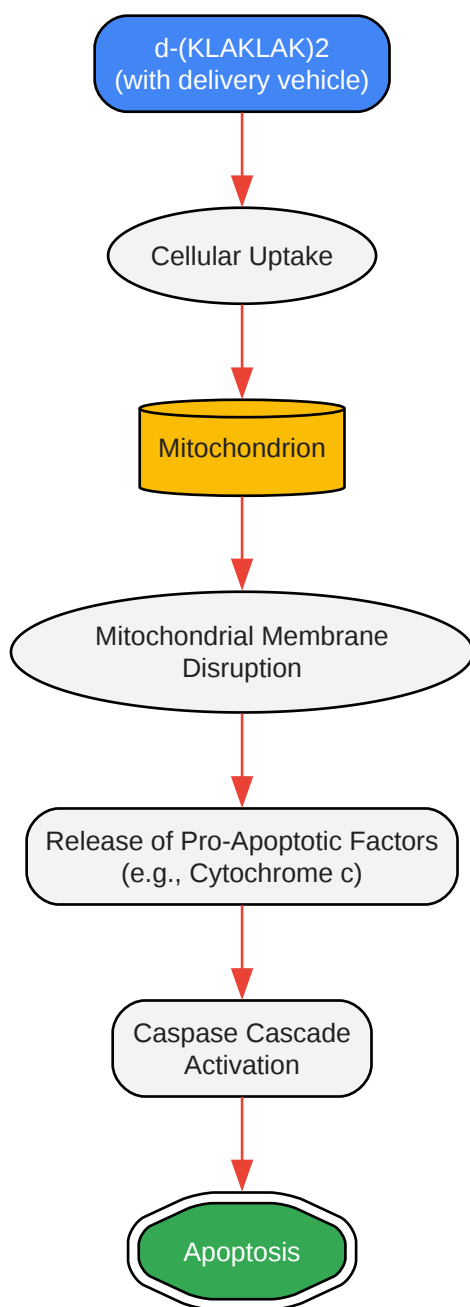 d-(KLAKLAK)2
(with delivery vehicle)
Cellular Uptake
Mitochondrion
Mitochondrial Membrane
Disruption
Release of Pro-Apoptotic Factors
(e.g., Cytochrome c)
Caspase Cascade
Activation
Apoptosis